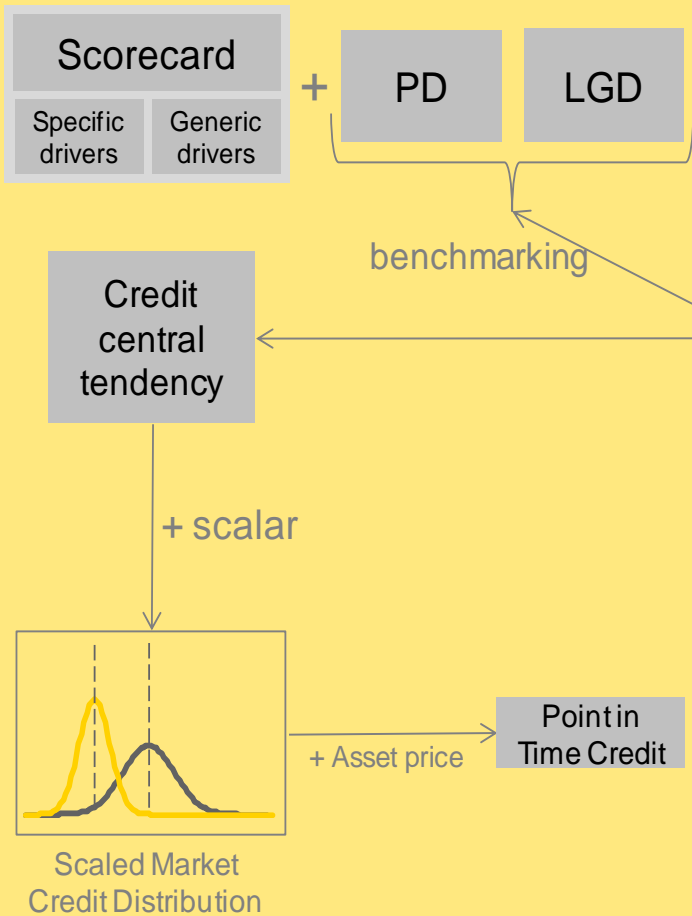 Scorecard
Specific
drivers
Generic
drivers
+
PD
LGD
benchmarking
Credit
central
tendency
+ scalar
+ Asset price
Point in
Time Credit
Scaled Market
Credit Distribution